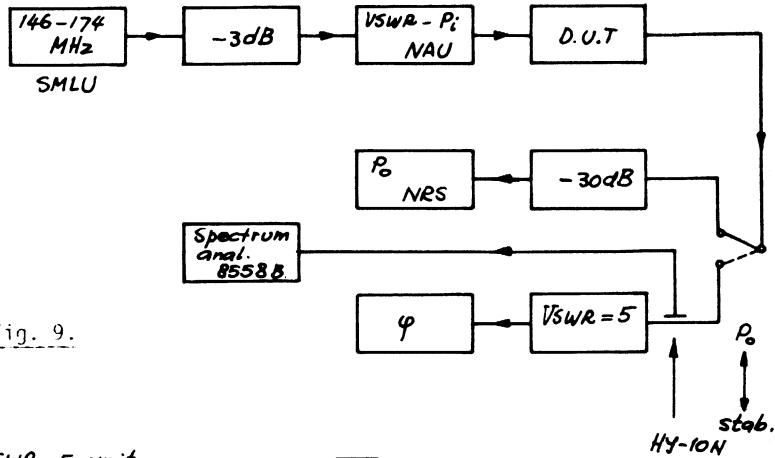 146-174
MHz
SMLU
-3dB
VSWR-Pi
NAU
D.U.T
Po
NRS
-30dB
Spectrum
anal.
8558B.
φ
VSWR=5
Fig. 9.
Po
stab.
HY-10N